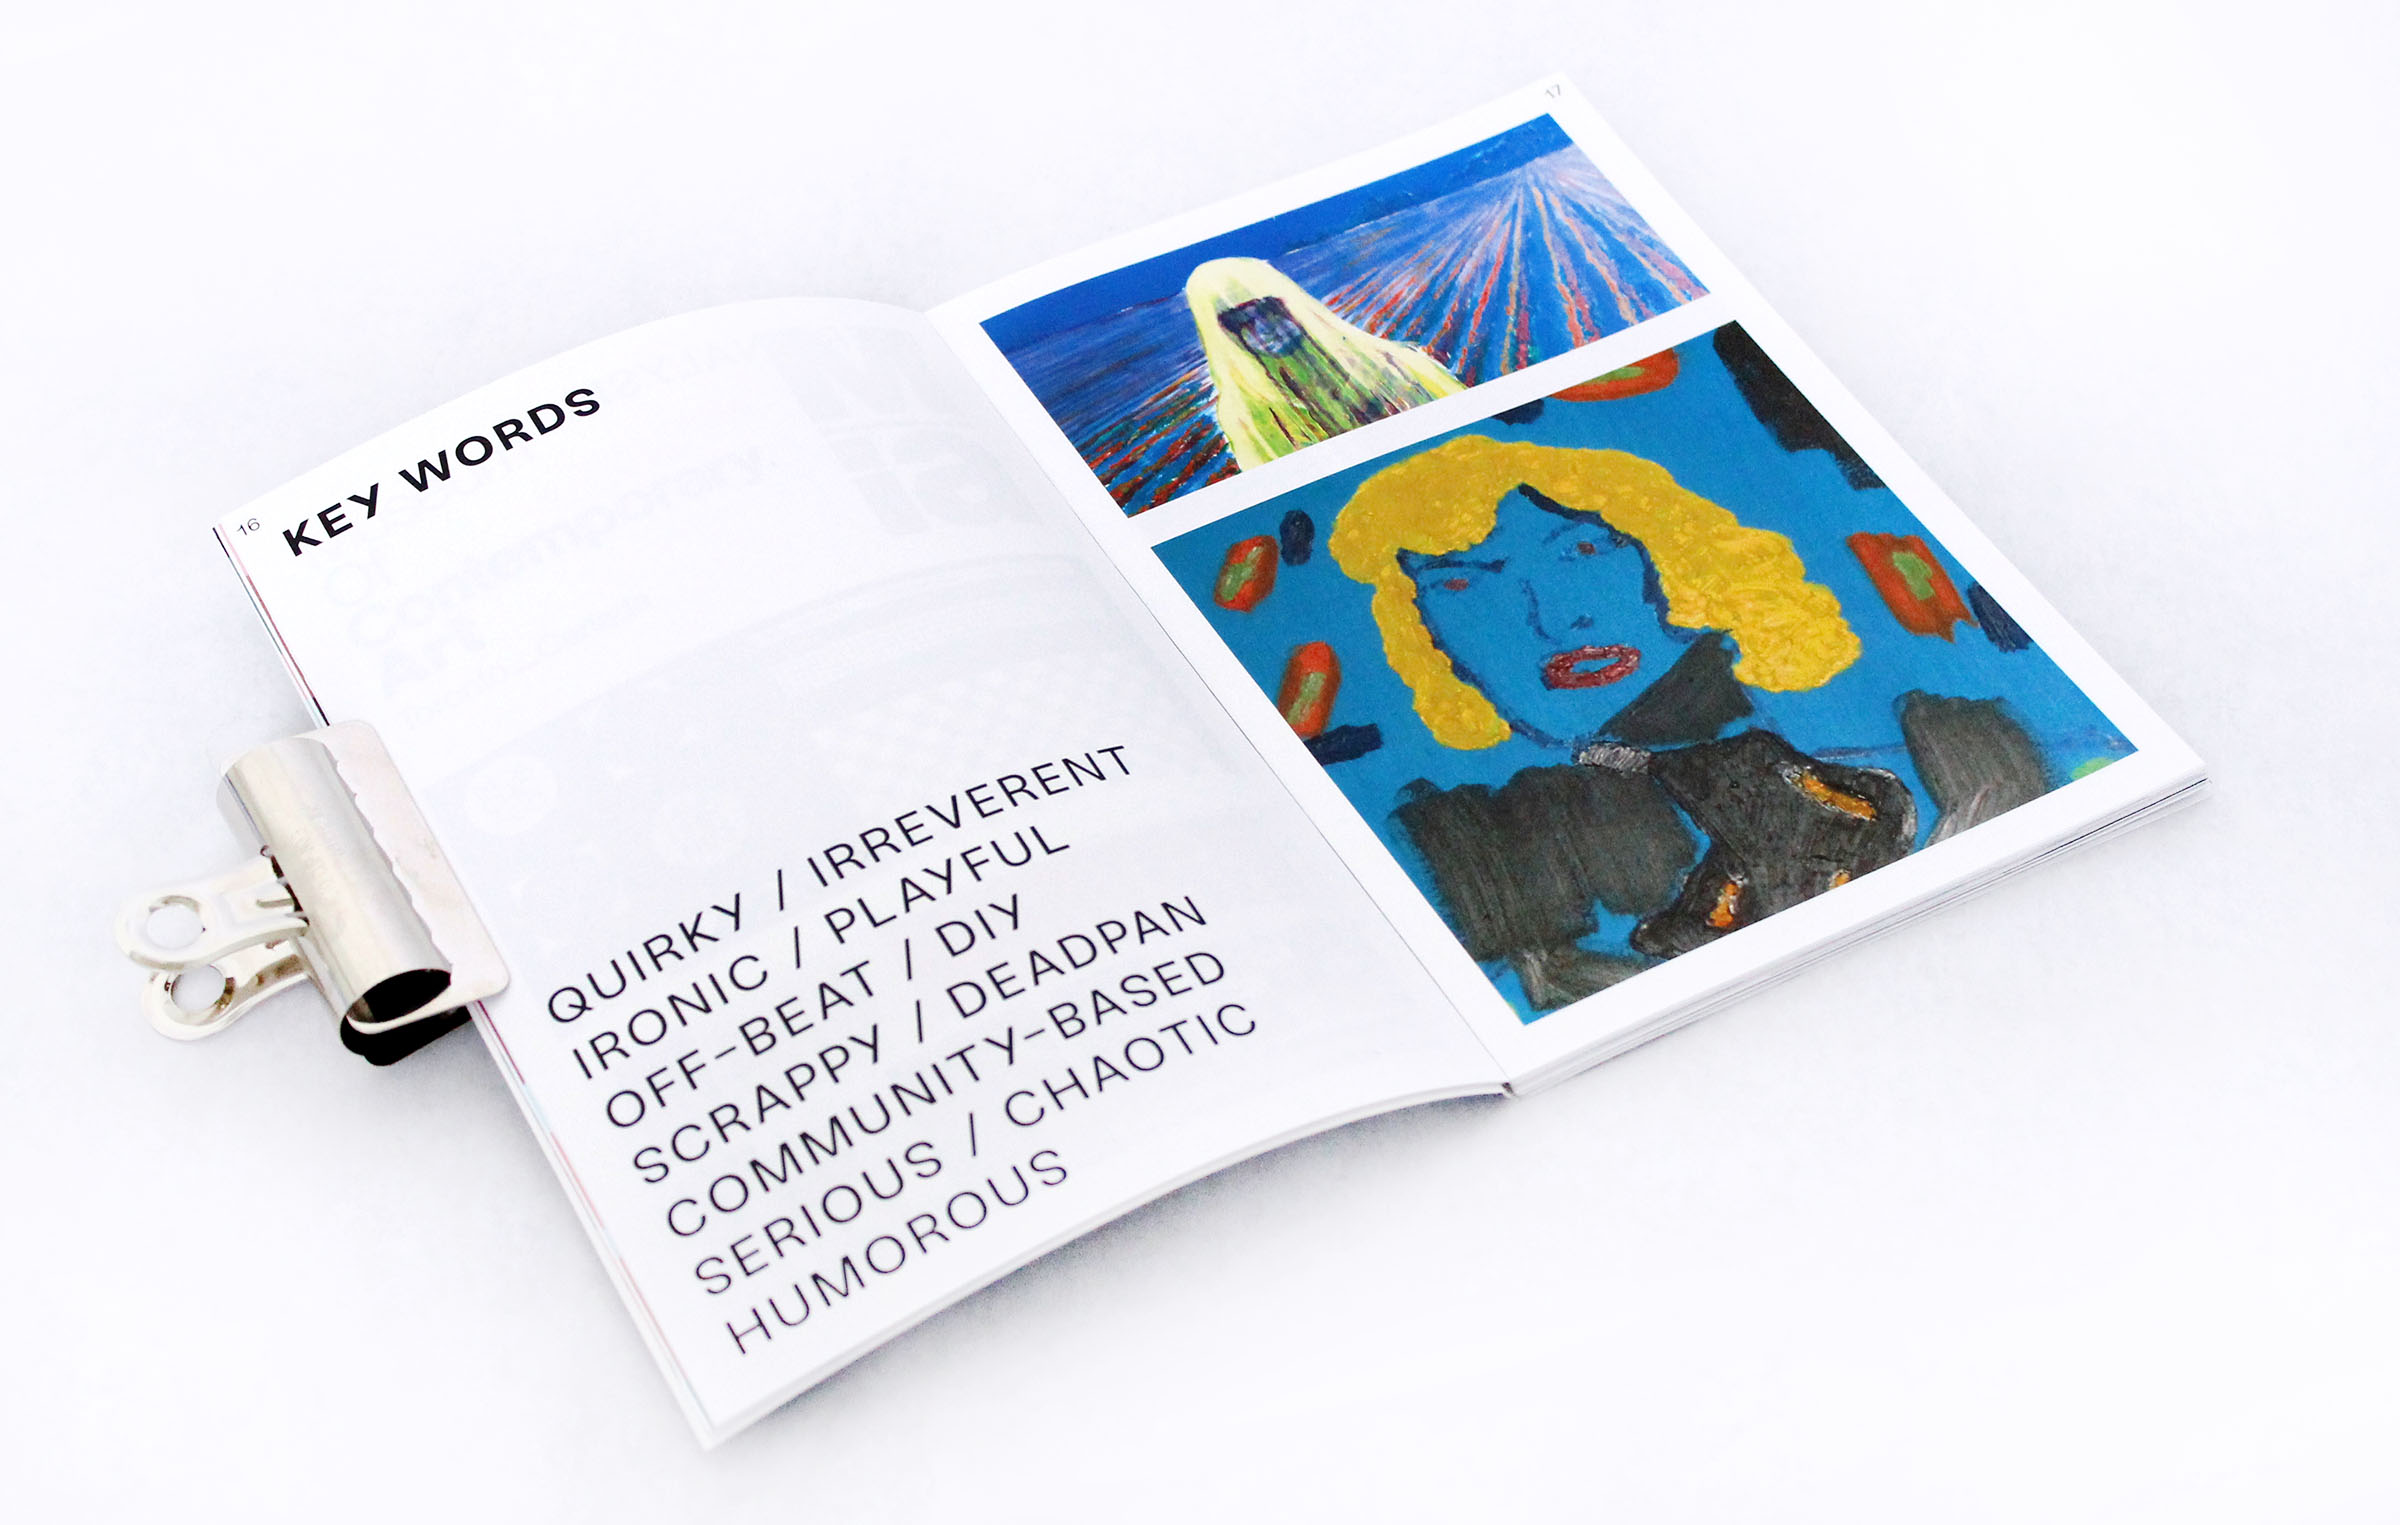 16
KEY WORDS
QUIRKY / IRREVERENT
IRONIC / PLAYFUL
OFF-BEAT / DIY
SCRAPPY / DEADPAN
COMMUNITY-BASED
SERIOUS / CHAOTIC
HUMOROUS
17